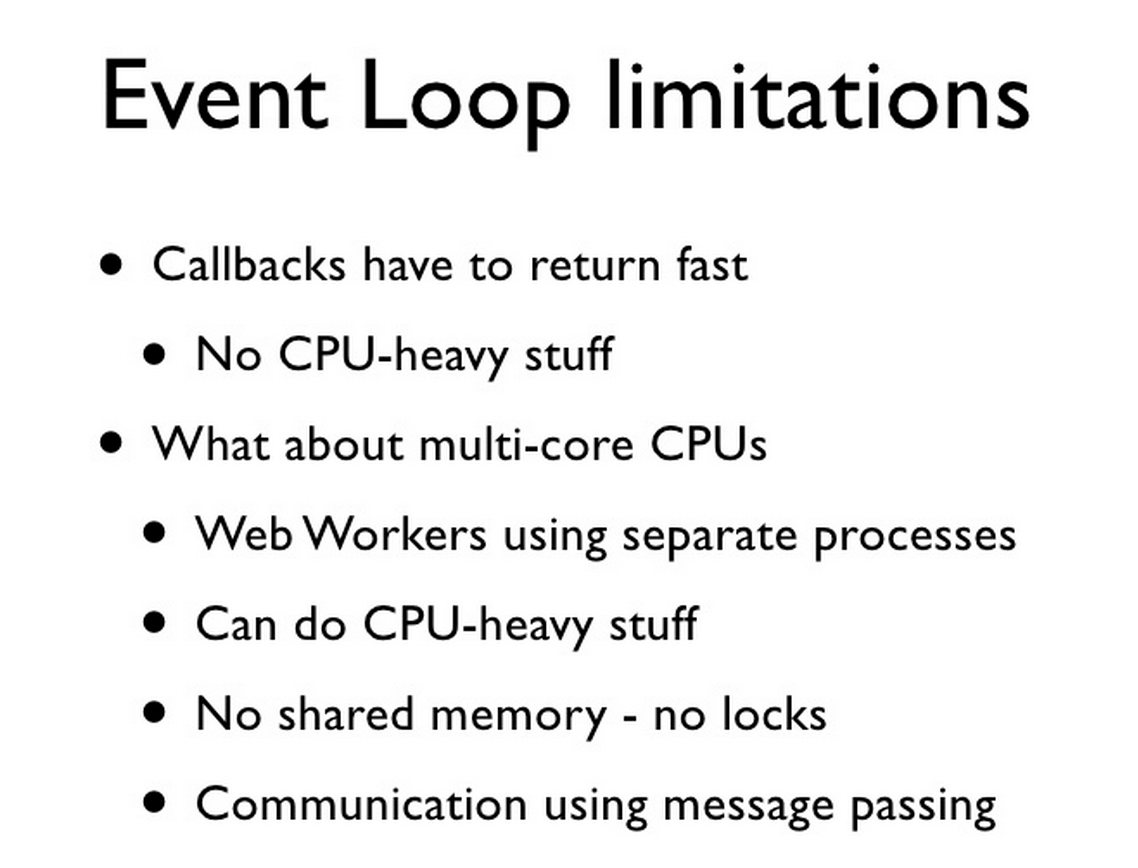 Event Loop limitations
• Callbacks have to return fast
• No CPU-heavy stuff
• What about multi-core CPUs
• Web Workers using separate processes
• Can do CPU-heavy stuff
• No shared memory - no locks
• Communication using message passing